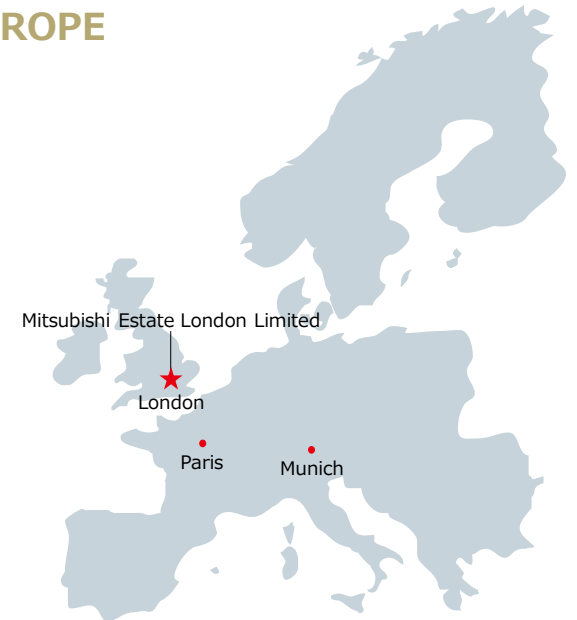 ROPE
Mitsubishi Estate London Limited
London
Paris
Munich